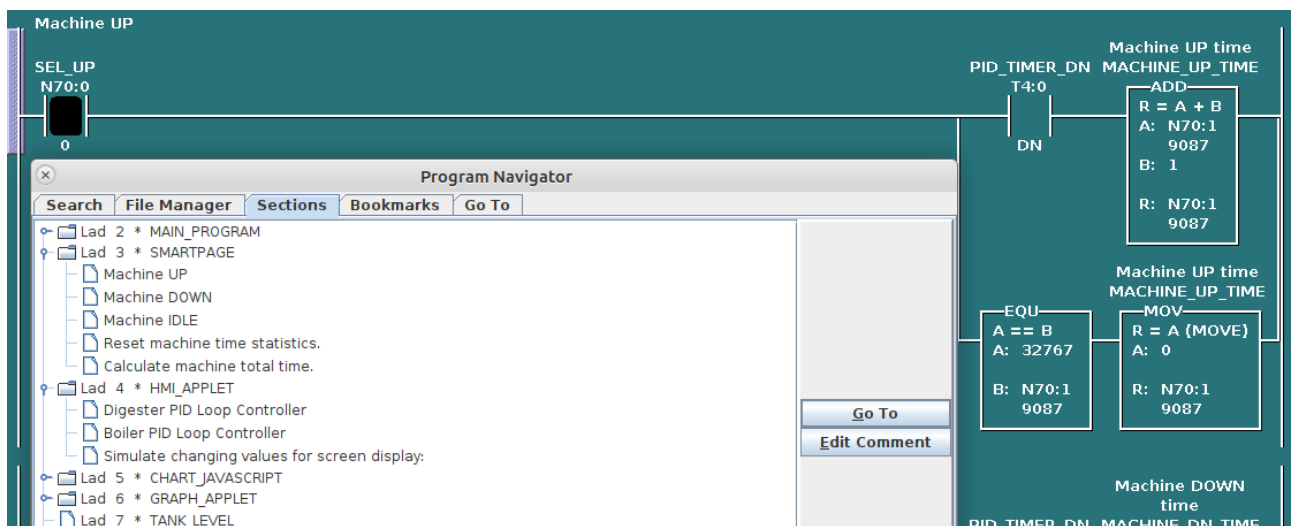 Machine UP
SEL_UP
N70:0
0
PID_TIMER_DN
T4:0
DN
Machine UP time
MACHINE_UP_TIME
ADD
R = A + B
A: N70:1
9087
B: 1
R: N70:1
9087
EQU
A == B
A: 32767
B: N70:1
9087
Machine UP time
MACHINE_UP_TIME
MOV
R = A (MOVE)
A: 0
R: N70:1
9087
Machine DOWN
time
PID_TIMER_DN MACHINE_DN_TIME
Program Navigator
Search File Manager Sections Bookmarks Go To
Lad 2 * MAIN_PROGRAM
Lad 3 * SMARTPAGE
Machine UP
Machine DOWN
Machine IDLE
Reset machine time statistics.
Calculate machine total time.
Lad 4 * HMI_APPLET
Digester PID Loop Controller
Boiler PID Loop Controller
Simulate changing values for screen display:
Lad 5 * CHART_JAVASCRIPT
Lad 6 * GRAPH_APPLET
Lad 7 * TANK LEVEL
Go To
Edit Comment